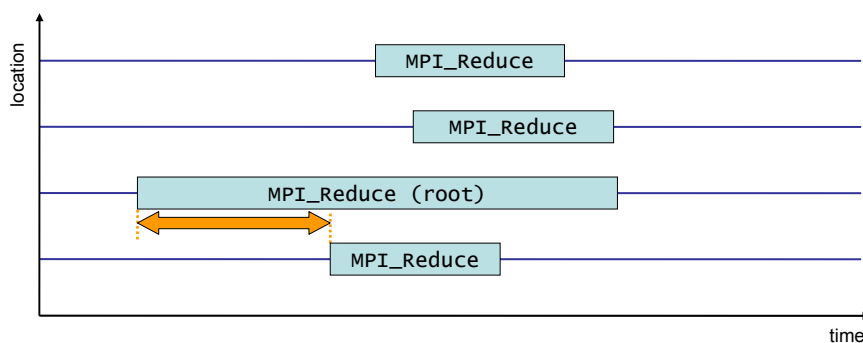 location
MPI_Reduce
MPI_Reduce
MPI_Reduce (root)
MPI_Reduce
time